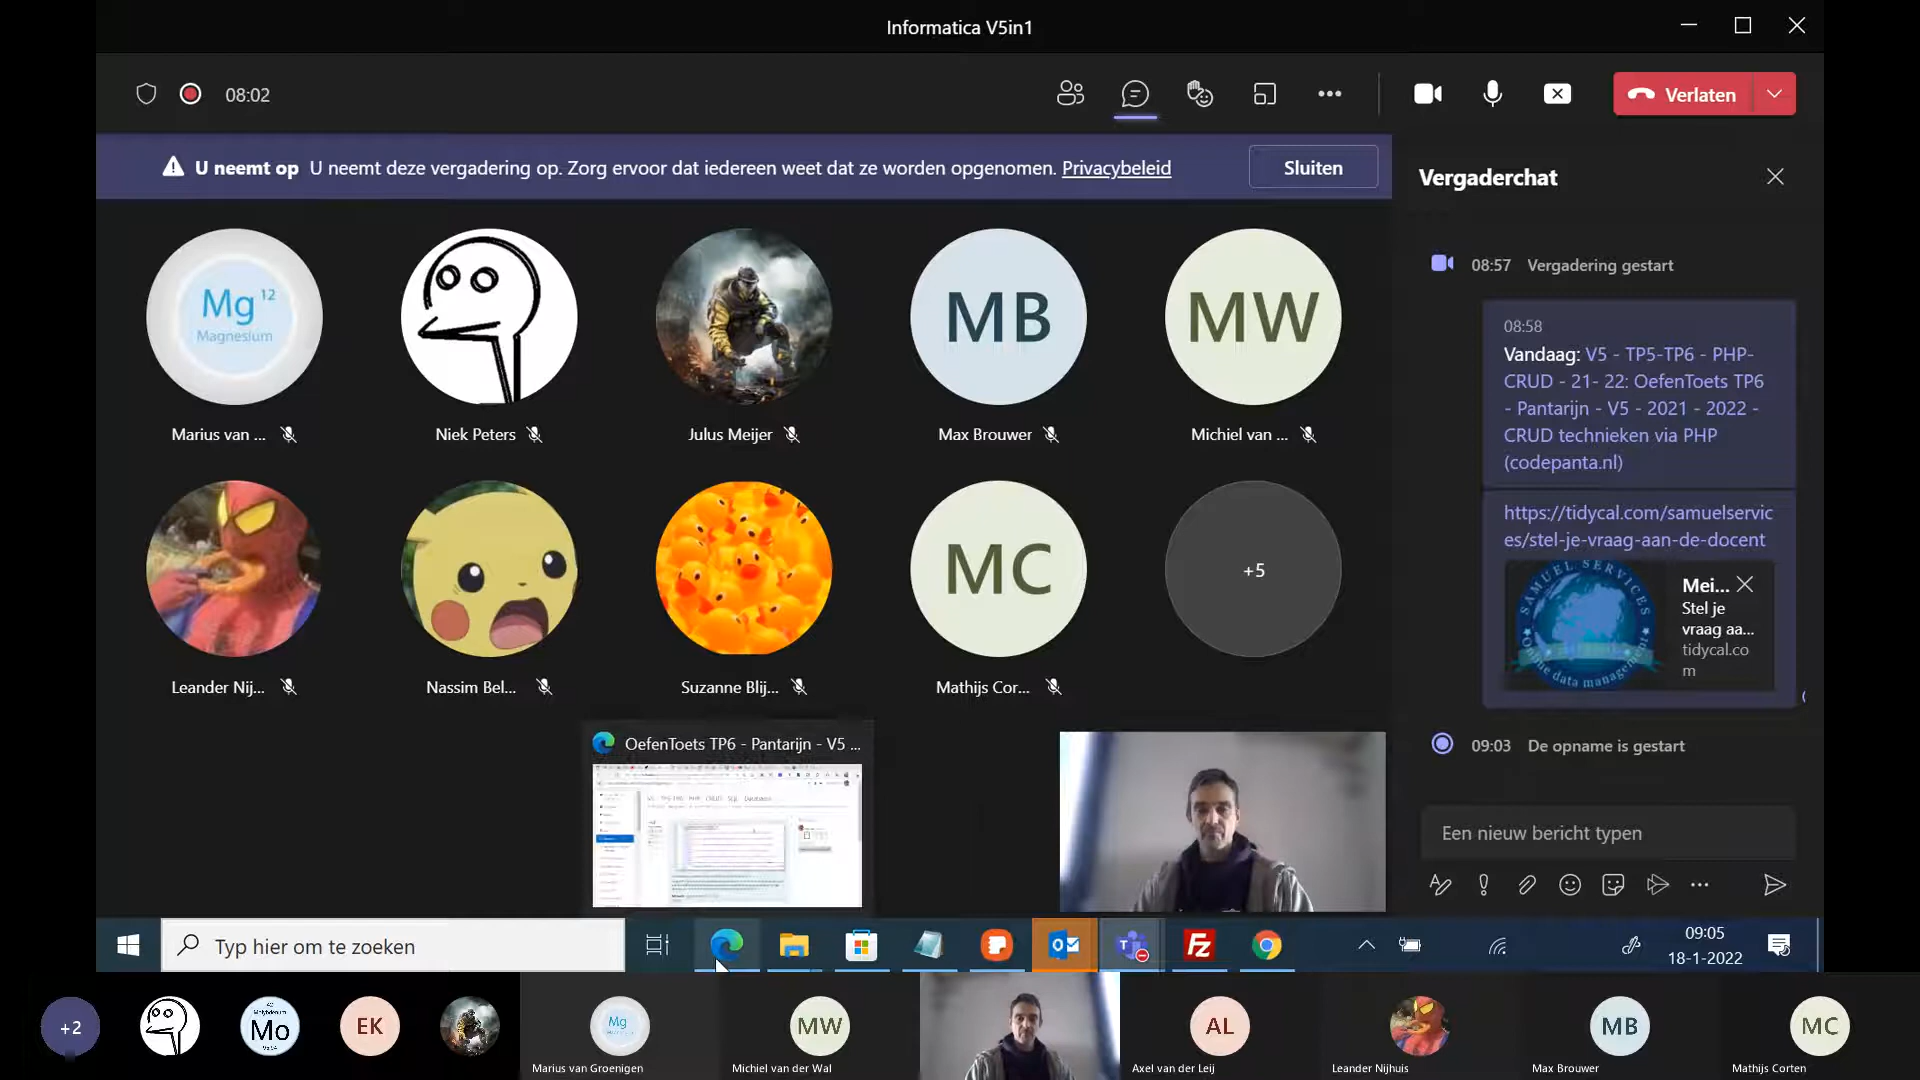 Informatica V5in1
08:02
Verlaten
U neemt op U neemt deze vergadering op. Zorg ervoor dat iedereen weet dat ze worden opgenomen. Privacybeleid
Sluiten
Vergaderchat
08:57 Vergadering gestart
08:58
Vandaag: V5 - TP5-TP6 - PHP-
CRUD - 21- 22: OefenToets TP6
- Pantarijn - V5 - 2021 - 2022 -
CRUD technieken via PHP
(codepanta.nl)
https://tidycal.com/samuelservic
es/stel-je-vraag-aan-de-docent
SAMUEL SERVICES
Online data management
Mei...
Stel je
vraag aa...
tidycal.co
m
09:03 De opname is gestart
Een nieuw bericht typen
Mg 12
Magnesium
MB
MW
Marius van ...
Niek Peters
Julus Meijer
Max Brouwer
Michiel van ...
MC
+5
Leander Nij...
Nassim Bel...
Suzanne Blij...
Mathijs Cor...
OefenToets TP6 - Pantarijn - V5 ...
Typ hier om te zoeken
09:05
18-1-2022
+2
Mo
EK
Mg
MW
AL
MB
MC
Marius van Groenigen
Michiel van der Wal
Axel van der Leij
Leander Nijhuis
Max Brouwer
Mathijs Corten